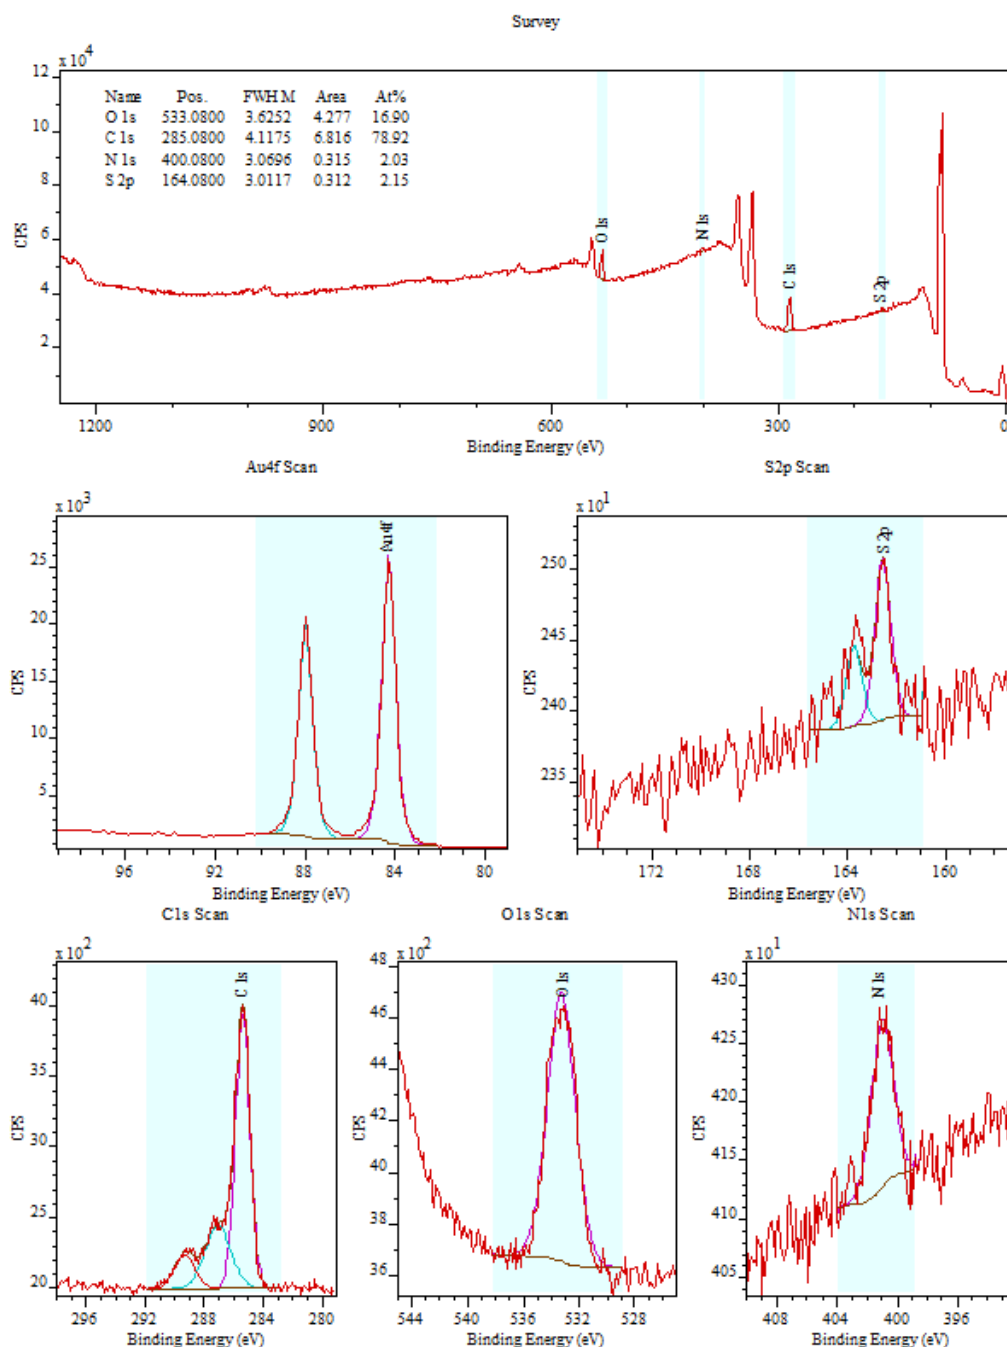 Survey
x 10^4
12
10
8
6
4
2
CPS
Name Pos. FWHM Area At%
O 1s 533.0800 3.6252 4.277 16.90
C 1s 285.0800 4.1175 6.816 78.92
N 1s 400.0800 3.0696 0.315 2.03
S 2p 164.0800 3.0117 0.312 2.15
O 1s
N 1s
C 1s
S 2p
1200 900 600 300 0
Binding Energy (eV)
Au4f Scan
x 10^3
25
20
15
10
5
CPS
Au4f
96 92 88 84 80
Binding Energy (eV)
S2p Scan
x 10^1
250
245
240
235
CPS
S 2p
172 168 164 160
Binding Energy (eV)
C1s Scan
x 10^2
40
35
30
25
20
CPS
C 1s
296 292 288 284 280
Binding Energy (eV)
O1s Scan
x 10^2
48
46
44
42
40
38
36
CPS
O 1s
544 540 536 532 528
Binding Energy (eV)
N1s Scan
x 10^1
430
425
420
415
410
405
CPS
N 1s
408 404 400 396
Binding Energy (eV)